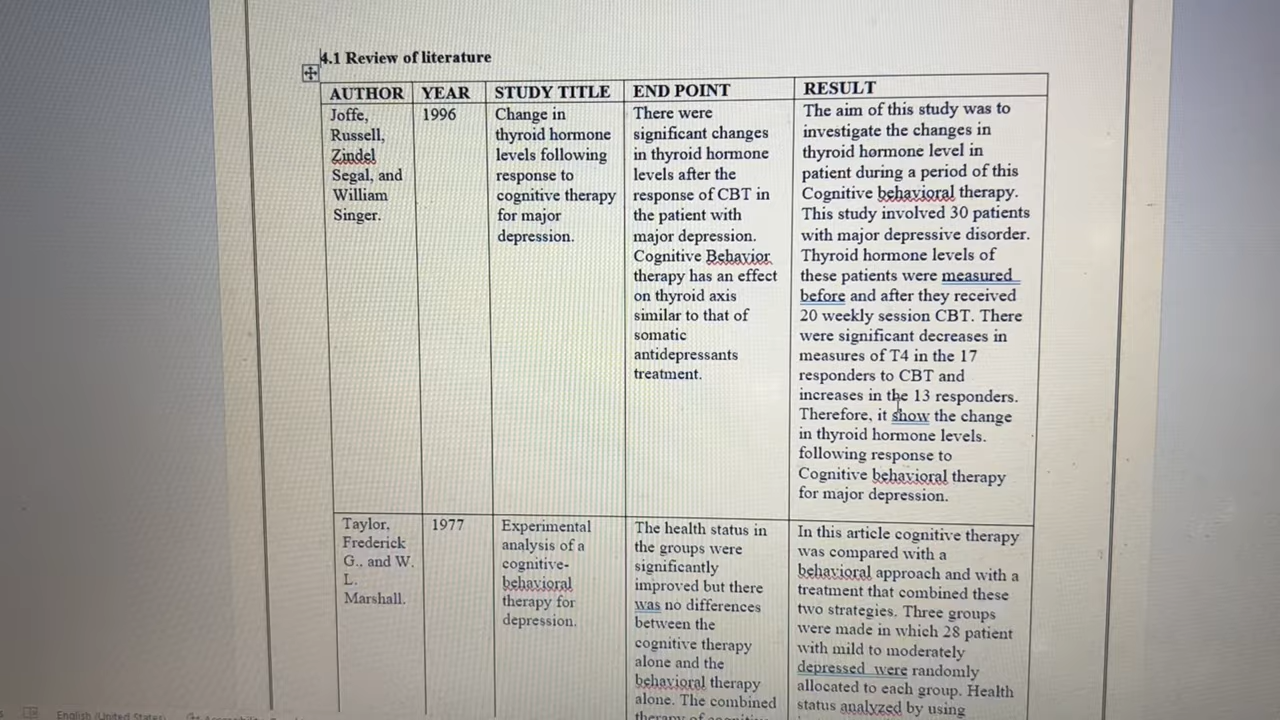 4.1 Review of literature
AUTHOR YEAR STUDY TITLE END POINT RESULT
Joffe,
Russell,
Zindel
Segal, and
William
Singer.
1996
Change in
thyroid hormone
levels following
response to
cognitive therapy
for major
depression.
There were
significant changes
in thyroid hormone
levels after the
response of CBT in
the patient with
major depression.
Cognitive Behavior
therapy has an effect
on thyroid axis
similar to that of
somatic
antidepressants
treatment.
The aim of this study was to
investigate the changes in
thyroid hormone level in
patient during a period of this
Cognitive behavioral therapy.
This study involved 30 patients
with major depressive disorder.
Thyroid hormone levels of
these patients were measured
before and after they received
20 weekly session CBT. There
were significant decreases in
measures of T4 in the 17
responders to CBT and
increases in the 13 responders.
Therefore, it show the change
in thyroid hormone levels.
following response to
Cognitive behavioral therapy
for major depression.
Taylor,
Frederick
G., and W.
L.
Marshall.
1977
Experimental
analysis of a
cognitive-
behavioral
therapy for
depression.
The health status in
the groups were
significantly
improved but there
was no differences
between the
cognitive therapy
alone and the
behavioral therapy
alone. The combined
therapy of cognitive
In this article cognitive therapy
was compared with a
behavioral approach and with a
treatment that combined these
two strategies. Three groups
were made in which 28 patient
with mild to moderately
depressed were randomly
allocated to each group. Health
status analyzed by using
English (United States)